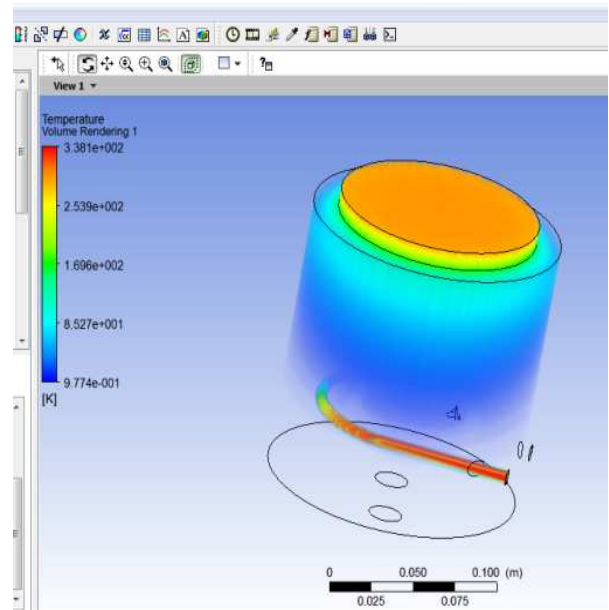 View 1
Temperature
Volume Rendering 1
3.381e+002
2.539e+002
1.696e+002
8.527e+001
9.774e-001
[K]
0 0.050 0.100 (m)
0.025 0.075